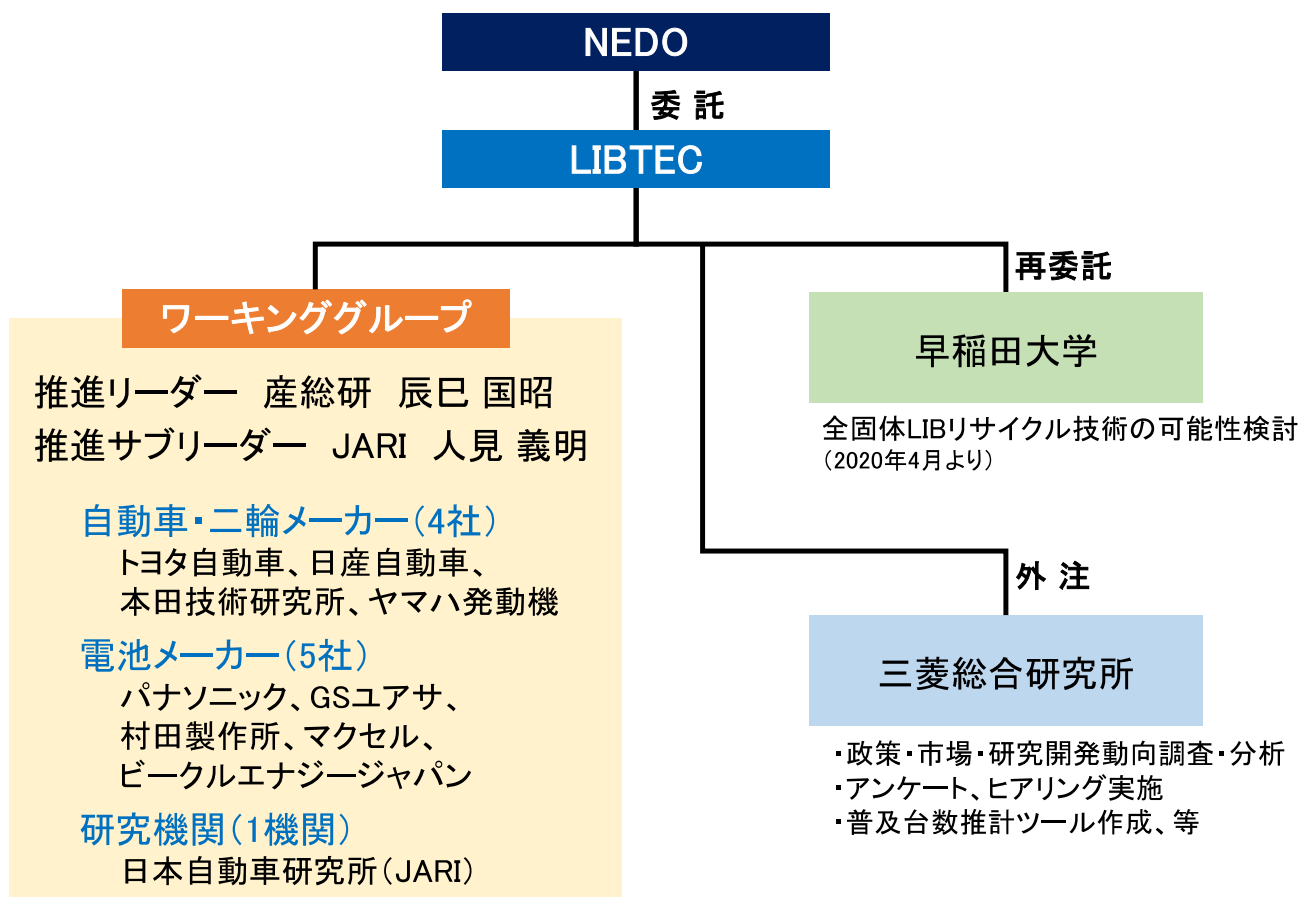 NEDO
委 託
LIBTEC
ワーキンググループ
推進リーダー 産総研 辰巳 国昭
推進サブリーダー JARI 人見 義明
自動車・二輪メーカー(4社)
トヨタ自動車、日産自動車、
本田技術研究所、ヤマハ発動機
電池メーカー(5社)
パナソニック、GSユアサ、
村田製作所、マクセル、
ビークルエナジージャパン
研究機関(1機関)
日本自動車研究所(JARI)
再委託
早稲田大学
全固体LIBリサイクル技術の可能性検討
(2020年4月より)
外 注
三菱総合研究所
・政策・市場・研究開発動向調査・分析
・アンケート、ヒアリング実施
・普及台数推計ツール作成、等